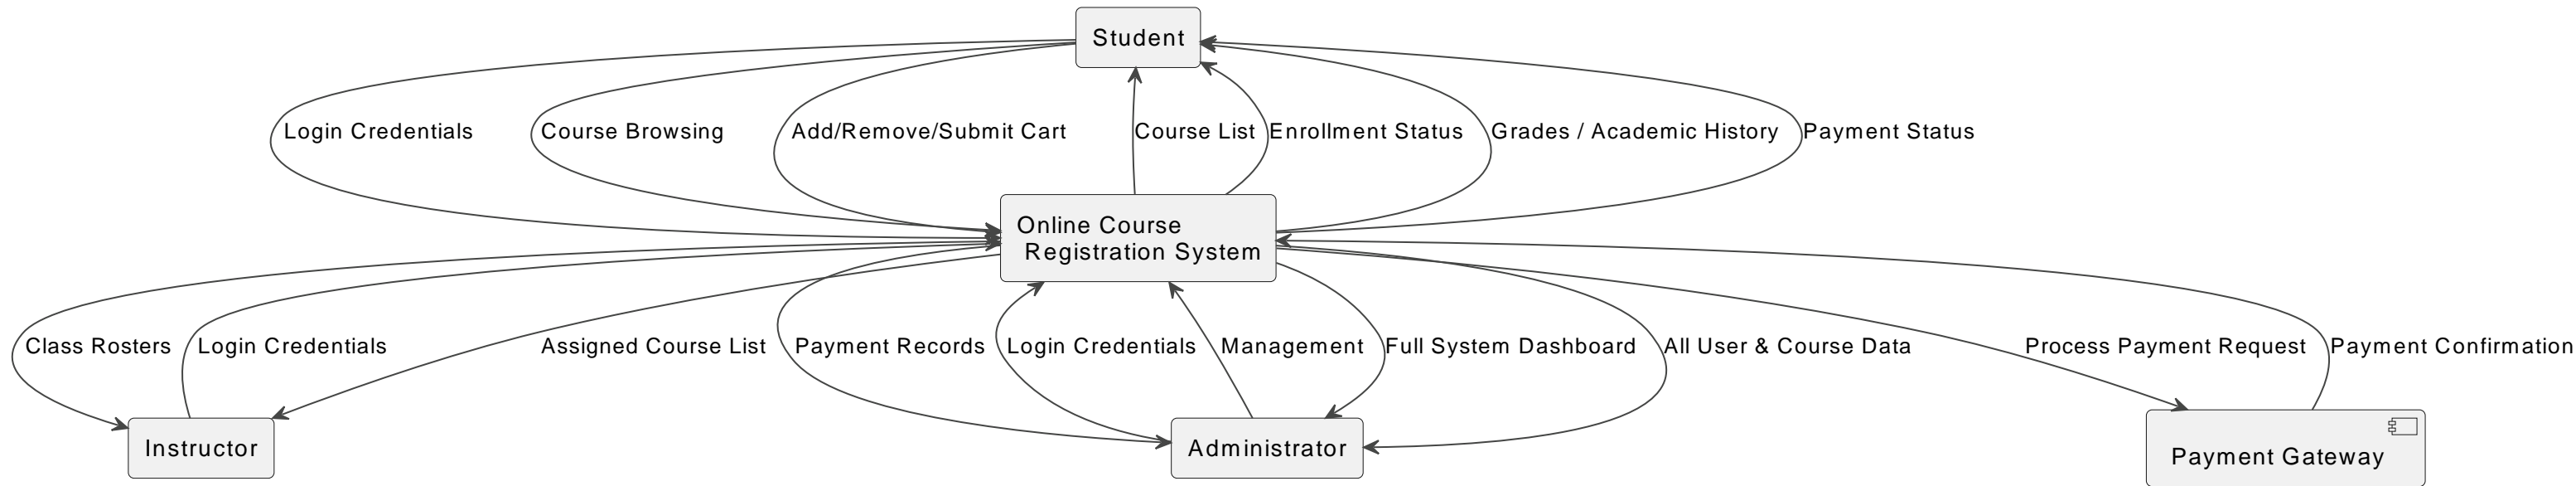 Student
Login Credentials
Course Browsing
Add/Remove/Submit Cart
Course List
Enrollment Status
Grades / Academic History
Payment Status
Online Course
Registration System
Class Rosters
Login Credentials
Assigned Course List
Payment Records
Login Credentials
Management
Full System Dashboard
All User & Course Data
Process Payment Request
Payment Confirmation
Instructor
Administrator
Payment Gateway